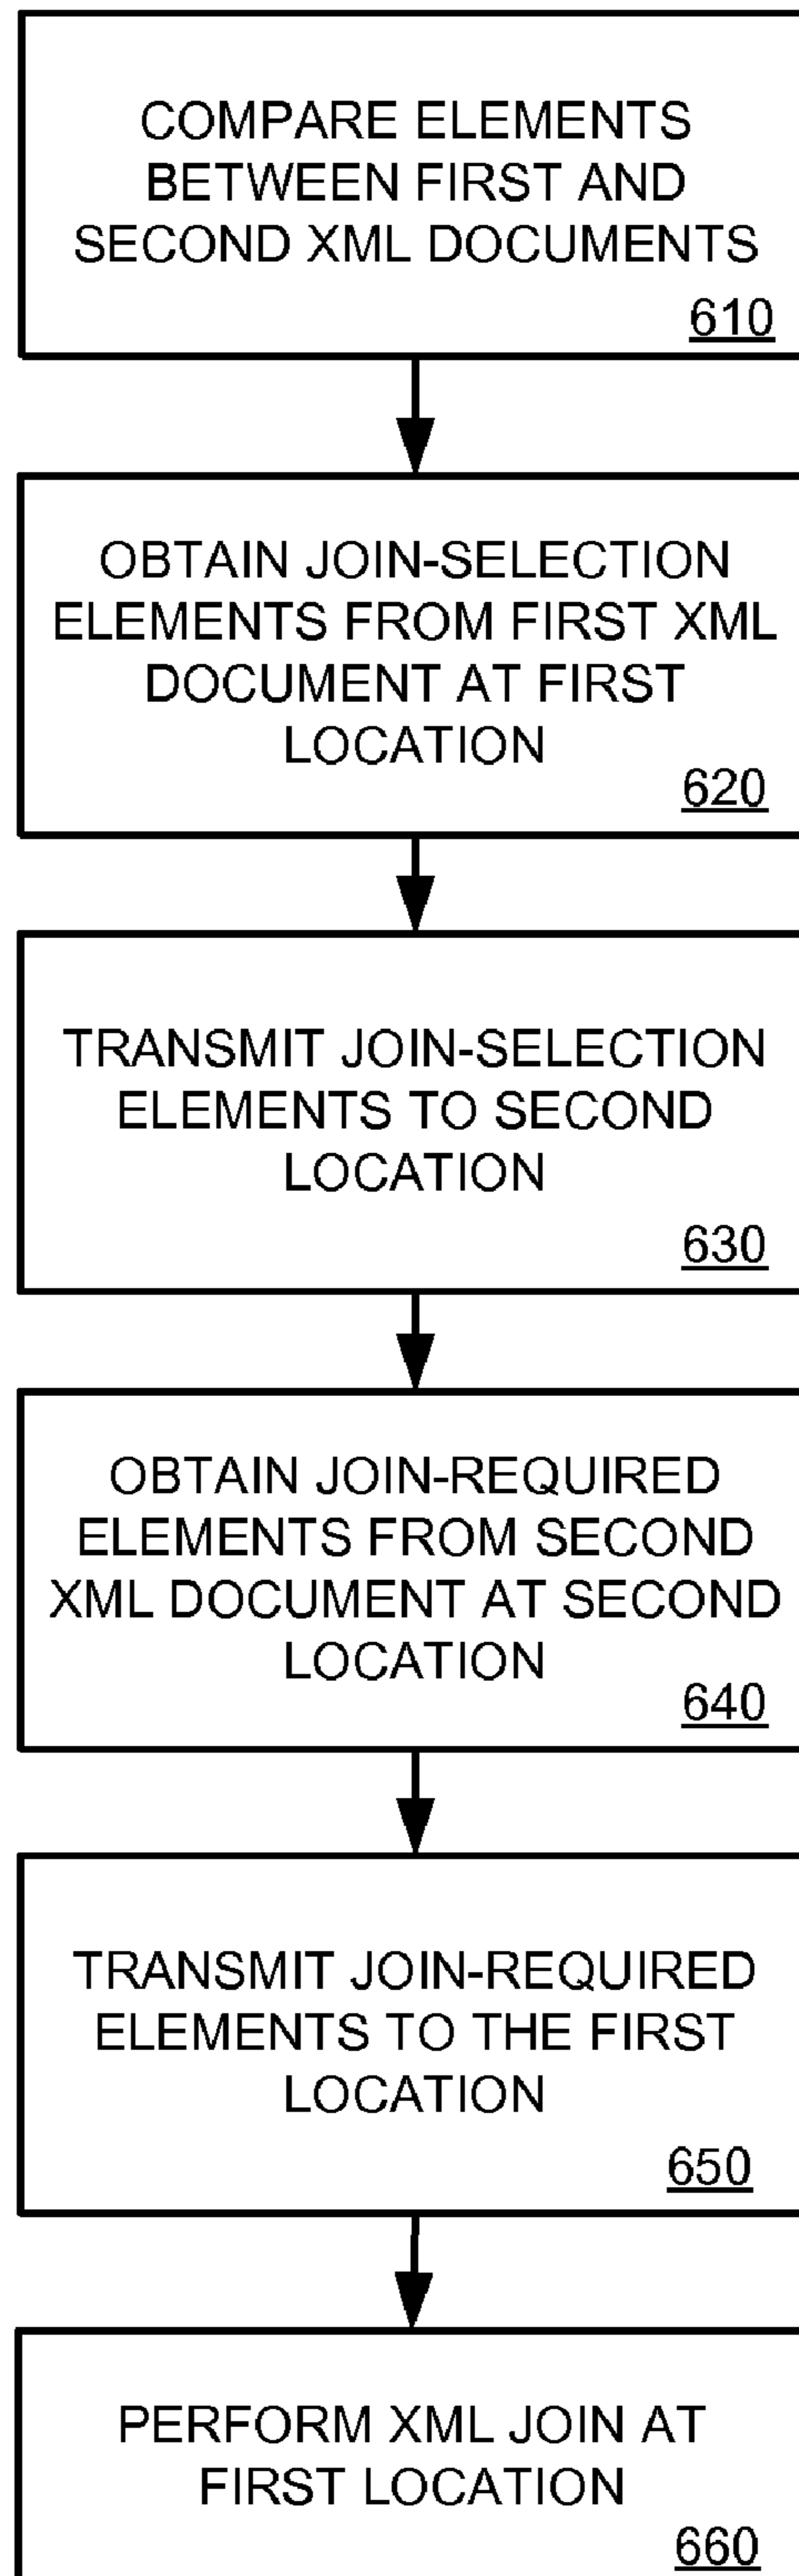 COMPARE ELEMENTS
BETWEEN FIRST AND
SECOND XML DOCUMENTS
610
OBTAIN JOIN-SELECTION
ELEMENTS FROM FIRST XML
DOCUMENT AT FIRST
LOCATION
620
TRANSMIT JOIN-SELECTION
ELEMENTS TO SECOND
LOCATION
630
OBTAIN JOIN-REQUIRED
ELEMENTS FROM SECOND
XML DOCUMENT AT SECOND
LOCATION
640
TRANSMIT JOIN-REQUIRED
ELEMENTS TO THE FIRST
LOCATION
650
PERFORM XML JOIN AT
FIRST LOCATION
660